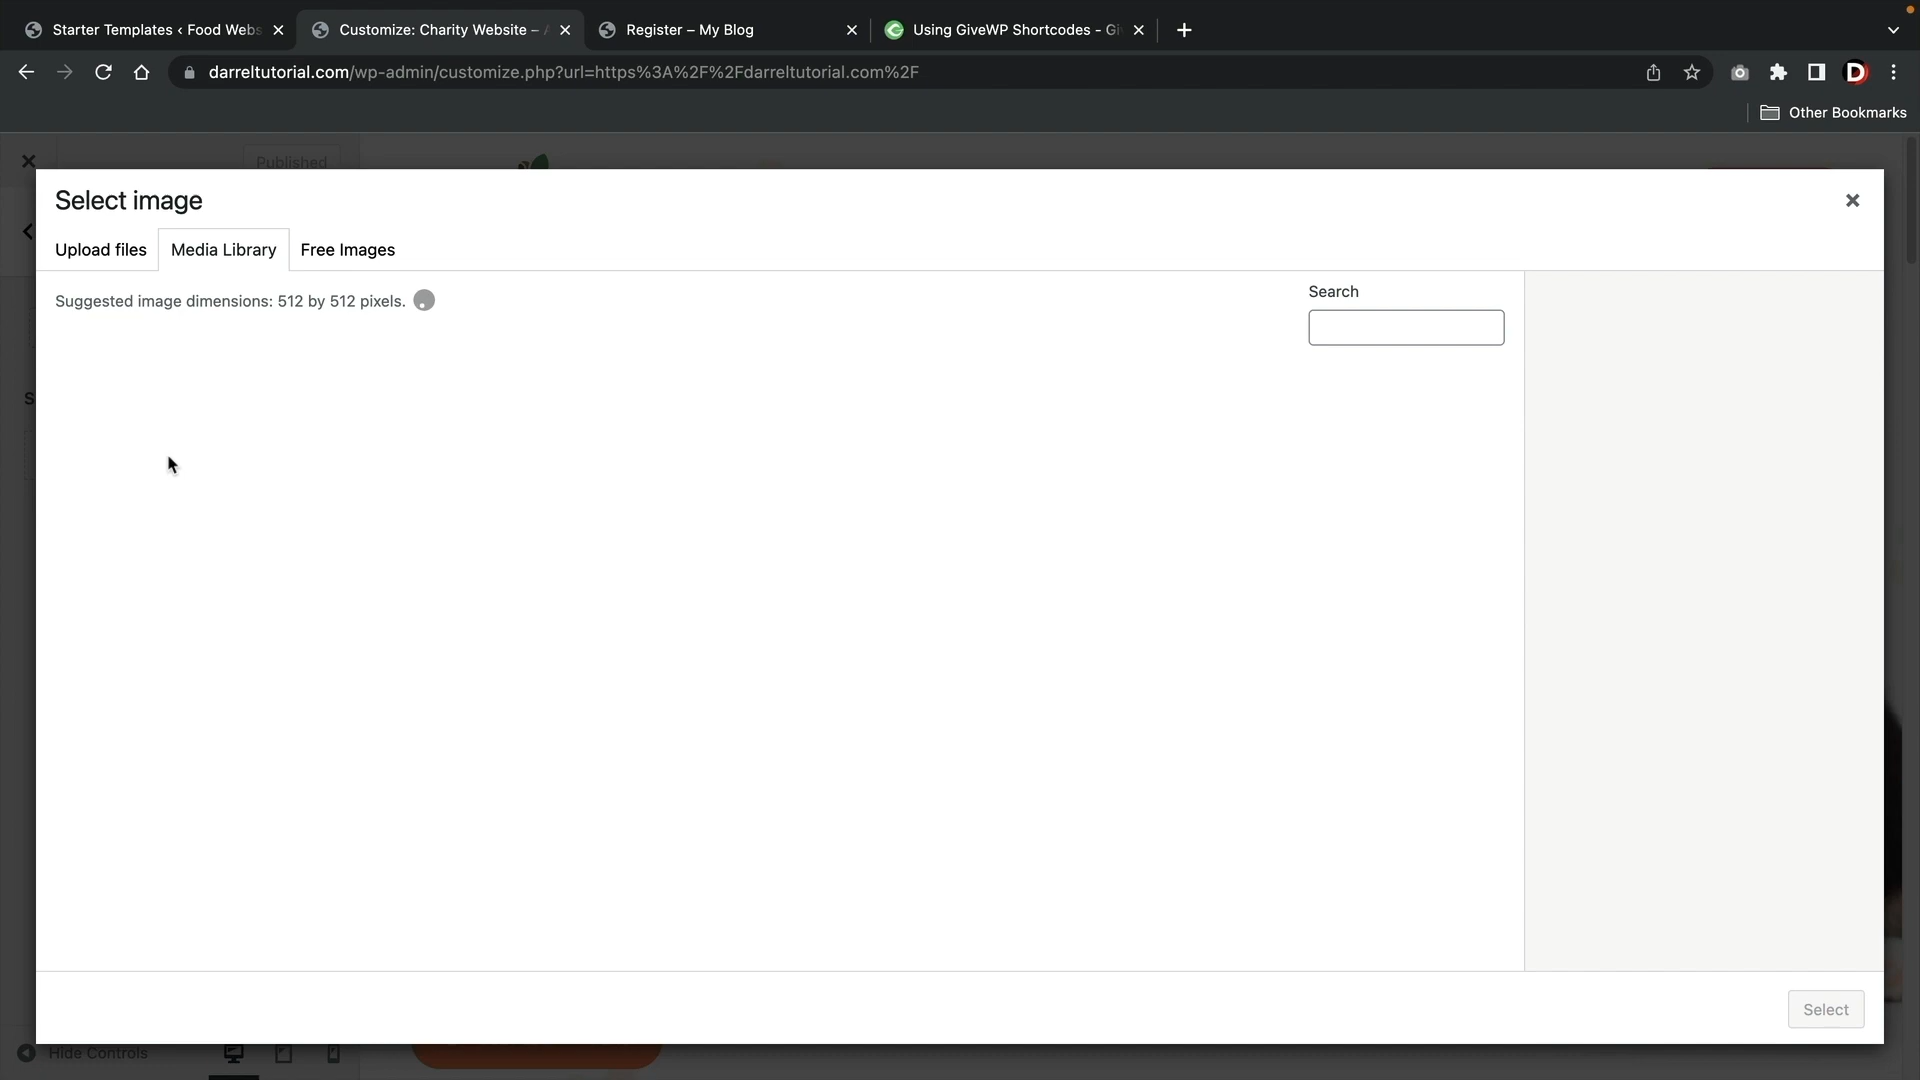 Starter Templates ‹ Food Webs
Customize: Charity Website –
Register – My Blog
Using GiveWP Shortcodes - Gi
darreltutorial.com/wp-admin/customize.php?url=https%3A%2F%2Fdarreltutorial.com%2F
D
Other Bookmarks
Published
Select image
Upload files
Media Library
Free Images
Suggested image dimensions: 512 by 512 pixels.
Search
S
Select
Hide Controls